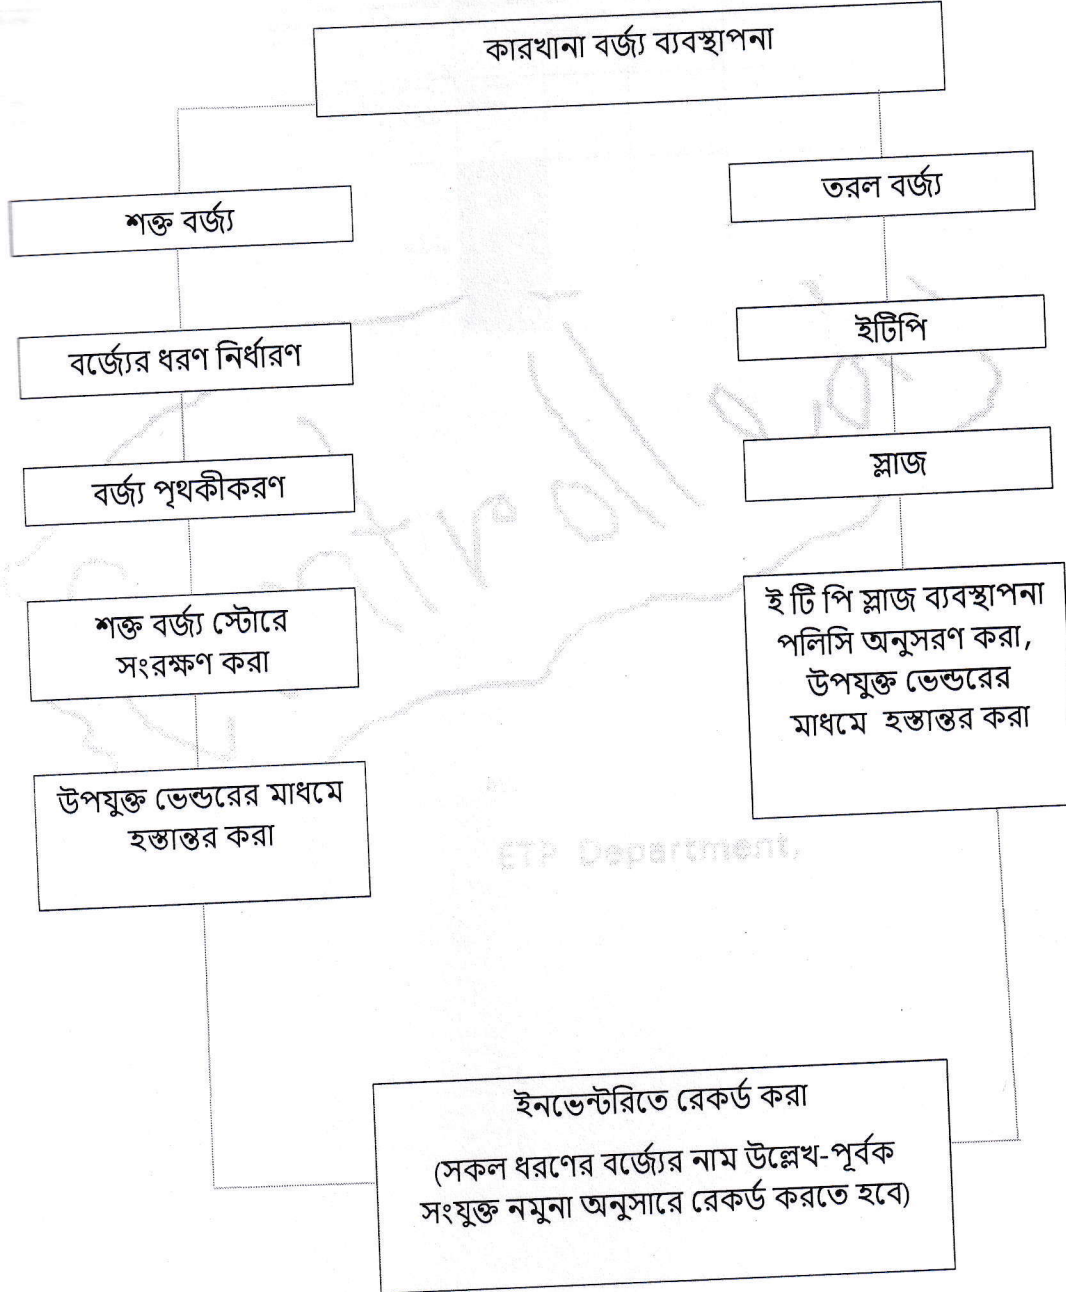 কারখানা বর্জ্য ব্যবস্থাপনা
শক্ত বর্জ্য
বর্জ্যের ধরণ নির্ধারণ
বর্জ্য পৃথকীকরণ
শক্ত বর্জ্য স্টোরে
সংরক্ষণ করা
উপযুক্ত ভেন্ডরের মাধমে
হস্তান্তর করা
তরল বর্জ্য
ইটিপি
স্লাজ
ই টি পি স্লাজ ব্যবস্থাপনা
পলিসি অনুসরণ করা,
উপযুক্ত ভেন্ডরের
মাধমে হস্তান্তর করা
ETP Department,
ইনভেন্টরিতে রেকর্ড করা
(সকল ধরণের বর্জ্যের নাম উল্লেখ-পূর্বক
সংযুক্ত নমুনা অনুসারে রেকর্ড করতে হবে)